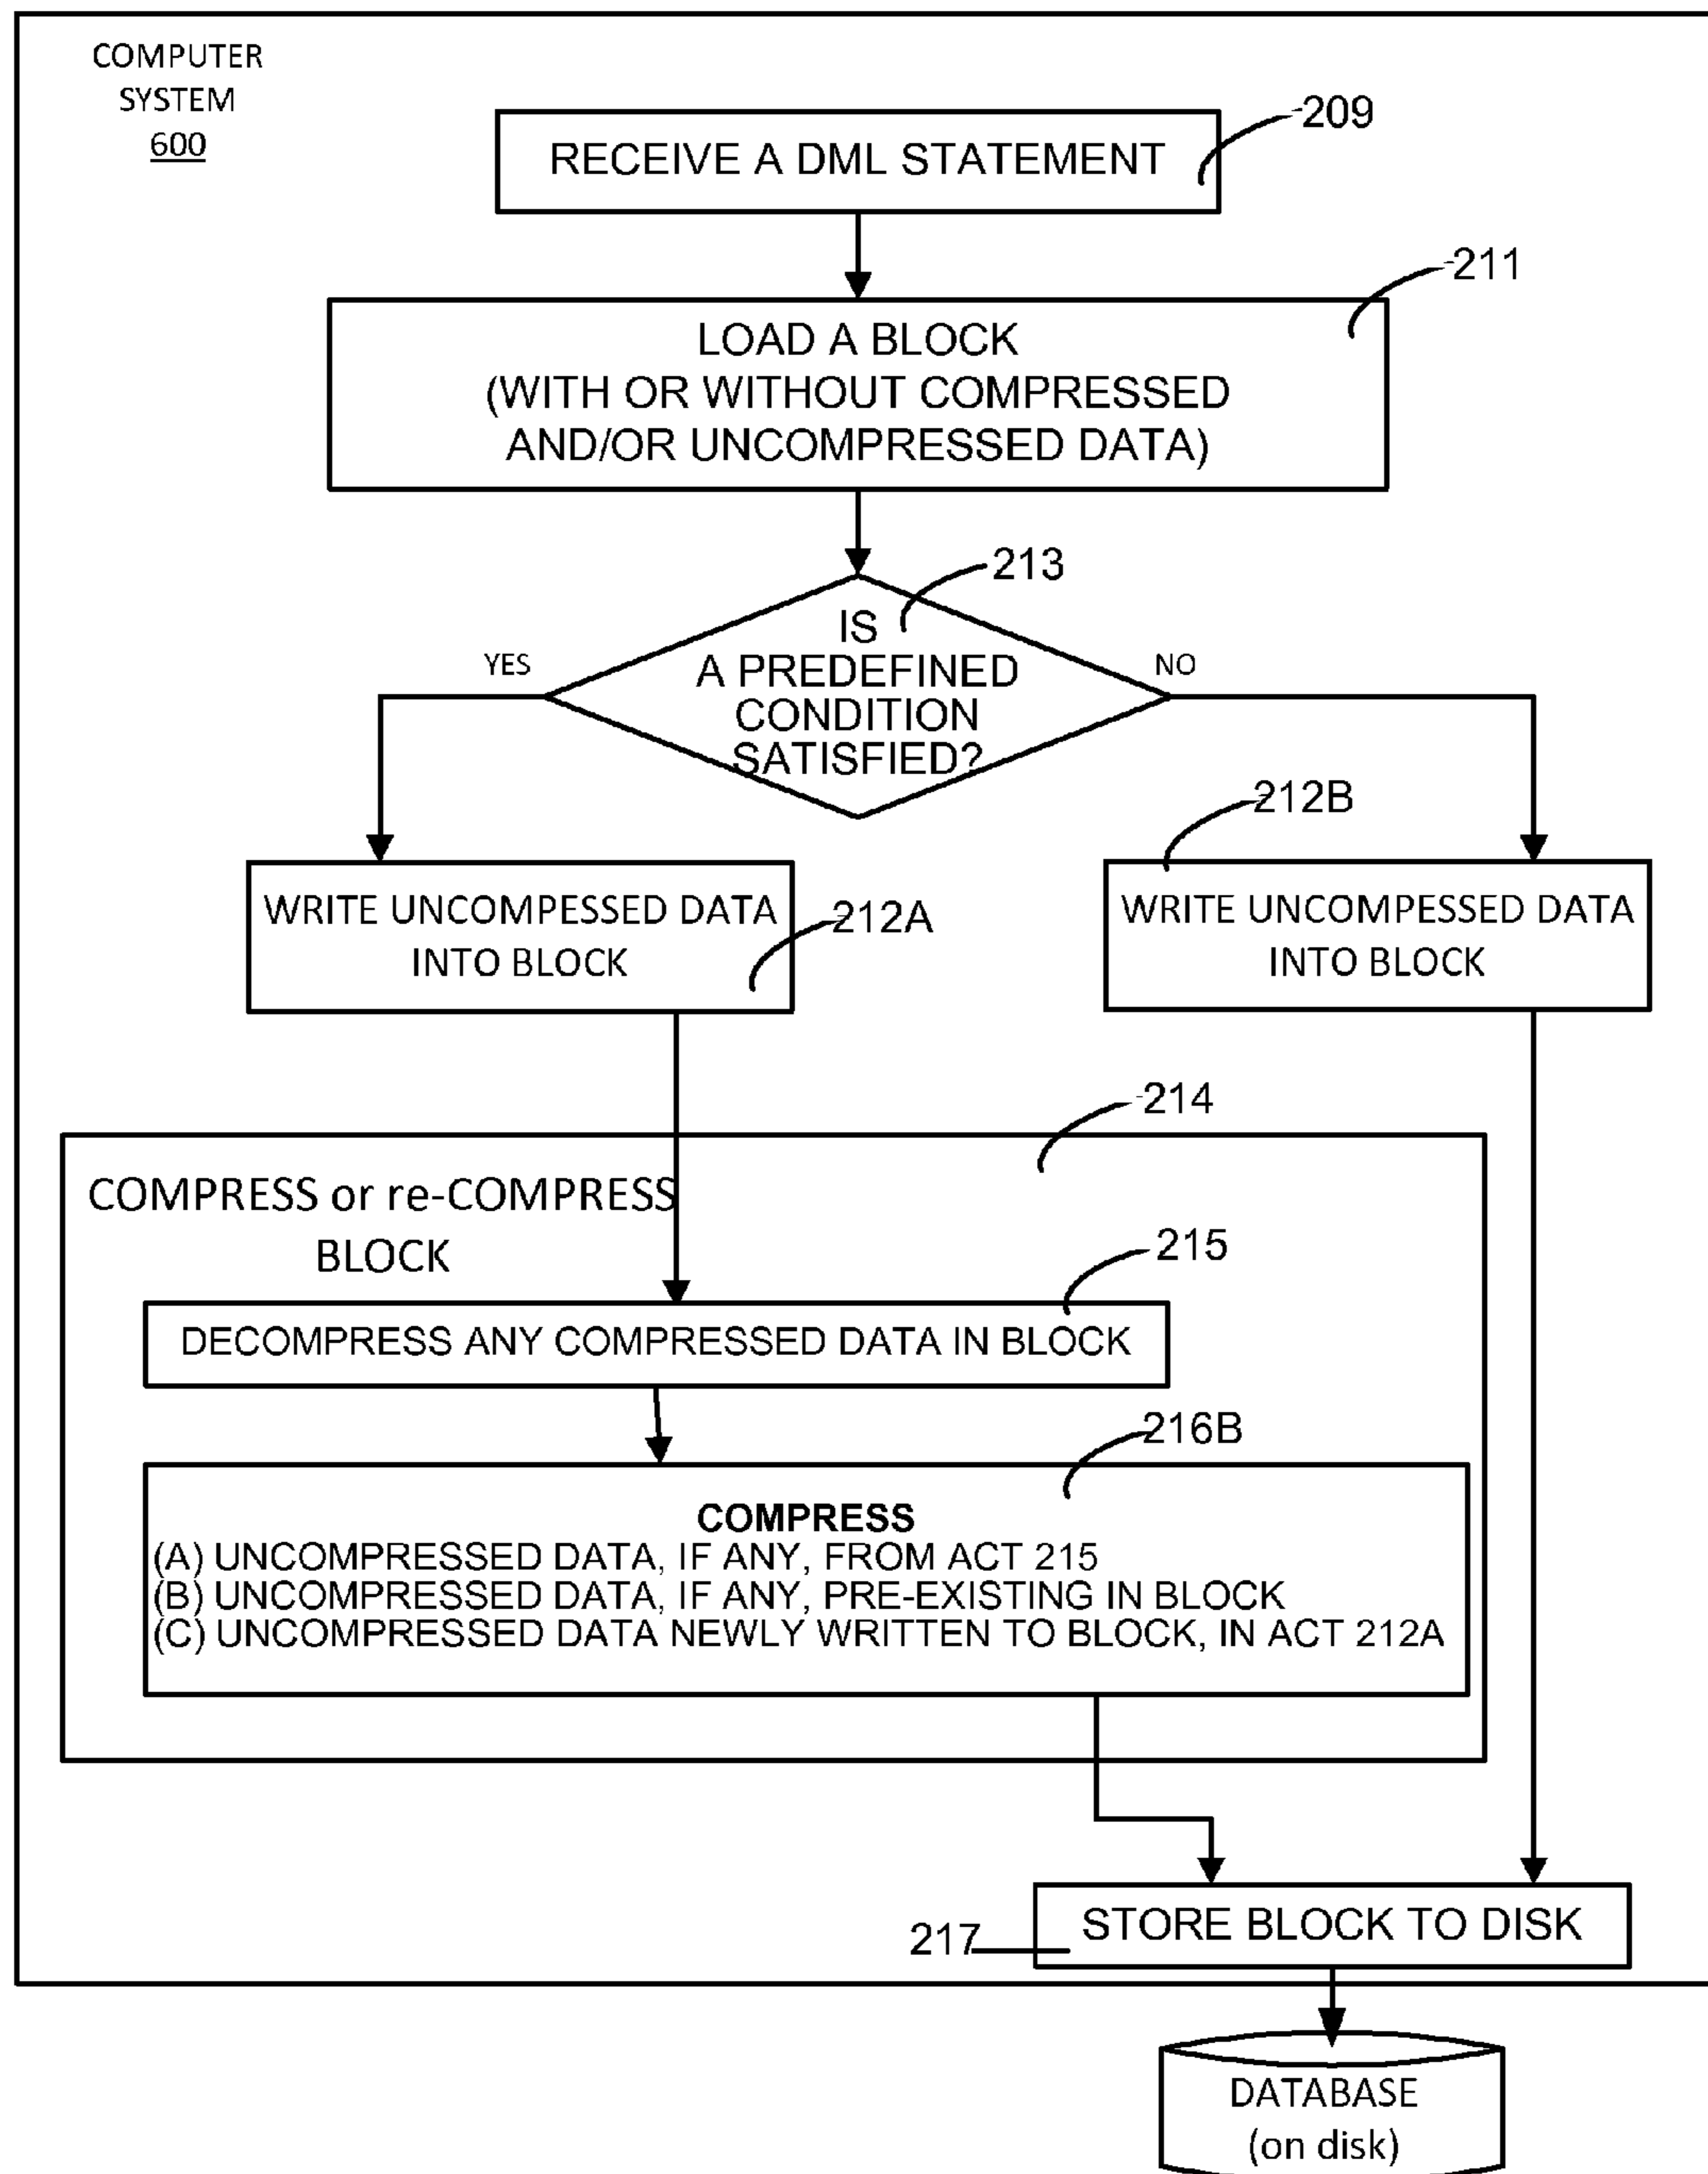 COMPUTER
SYSTEM
600
209
RECEIVE A DML STATEMENT
211
LOAD A BLOCK
(WITH OR WITHOUT COMPRESSED
AND/OR UNCOMPRESSED DATA)
213
IS
A PREDEFINED
CONDITION
SATISFIED?
YES
NO
212B
WRITE UNCOMPESSED DATA
INTO BLOCK
212A
WRITE UNCOMPESSED DATA
INTO BLOCK
214
COMPRESS or re-COMPRESS
BLOCK
215
DECOMPRESS ANY COMPRESSED DATA IN BLOCK
216B
COMPRESS
(A) UNCOMPRESSED DATA, IF ANY, FROM ACT 215
(B) UNCOMPRESSED DATA, IF ANY, PRE-EXISTING IN BLOCK
(C) UNCOMPRESSED DATA NEWLY WRITTEN TO BLOCK, IN ACT 212A
217
STORE BLOCK TO DISK
DATABASE
(on disk)